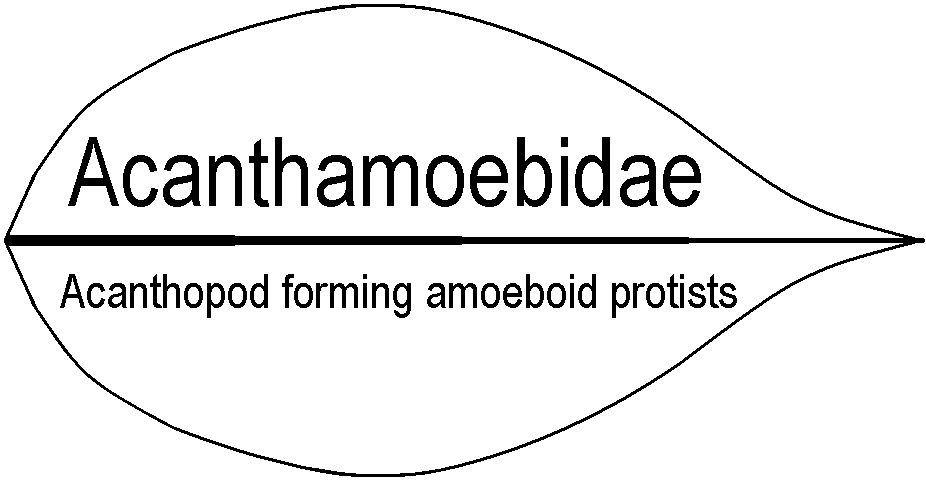 Acanthamoebidae
Acanthopod forming amoeboid protists